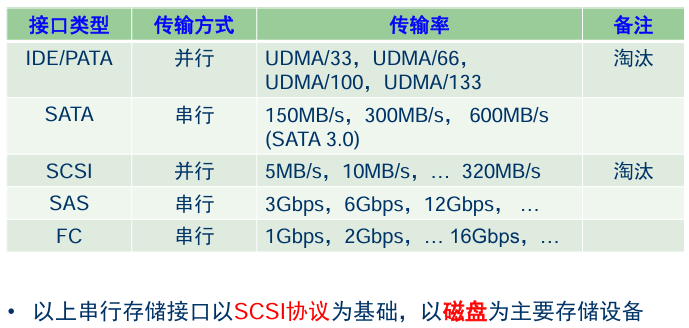 接口类型 传输方式 传输率 备注
IDE/PATA 并行 UDMA/33，UDMA/66， 淘汰
UDMA/100，UDMA/133
SATA 串行 150MB/s，300MB/s， 600MB/s
(SATA 3.0)
SCSI 并行 5MB/s，10MB/s，… 320MB/s 淘汰
SAS 串行 3Gbps，6Gbps，12Gbps， …
FC 串行 1Gbps，2Gbps，… 16Gbps，…
• 以上串行存储接口以SCSI协议为基础，以磁盘为主要存储设备